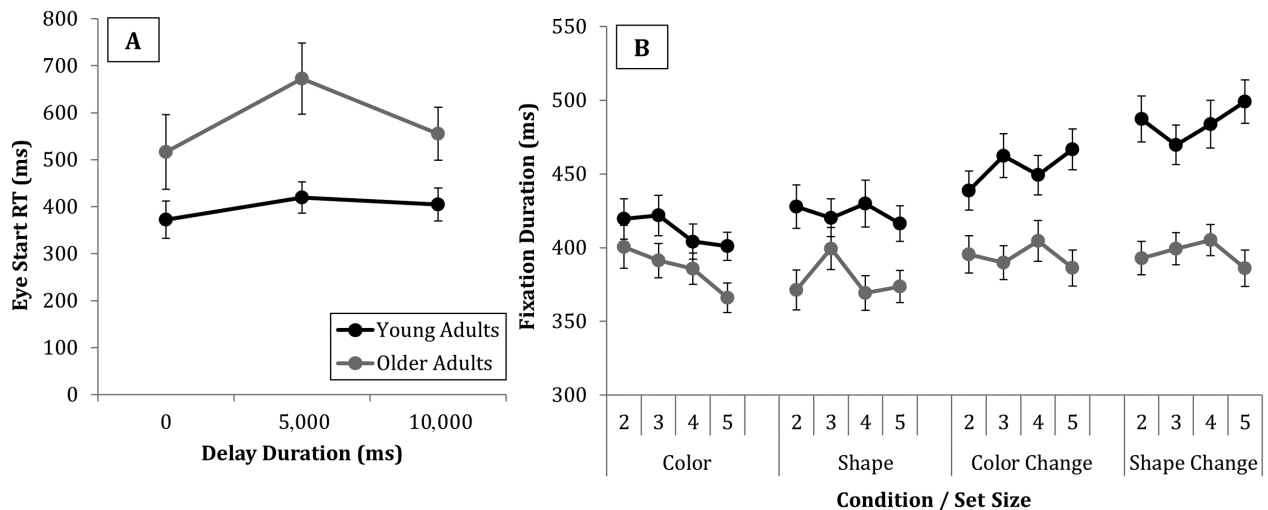 A
Eye Start RT (ms)
800
700
600
500
400
300
200
100
0
0 5,000 10,000
Delay Duration (ms)
Young Adults
Older Adults
B
Fixation Duration (ms)
550
500
450
400
350
300
2 3 4 5 2 3 4 5 2 3 4 5 2 3 4 5
Color Shape Color Change Shape Change
Condition / Set Size